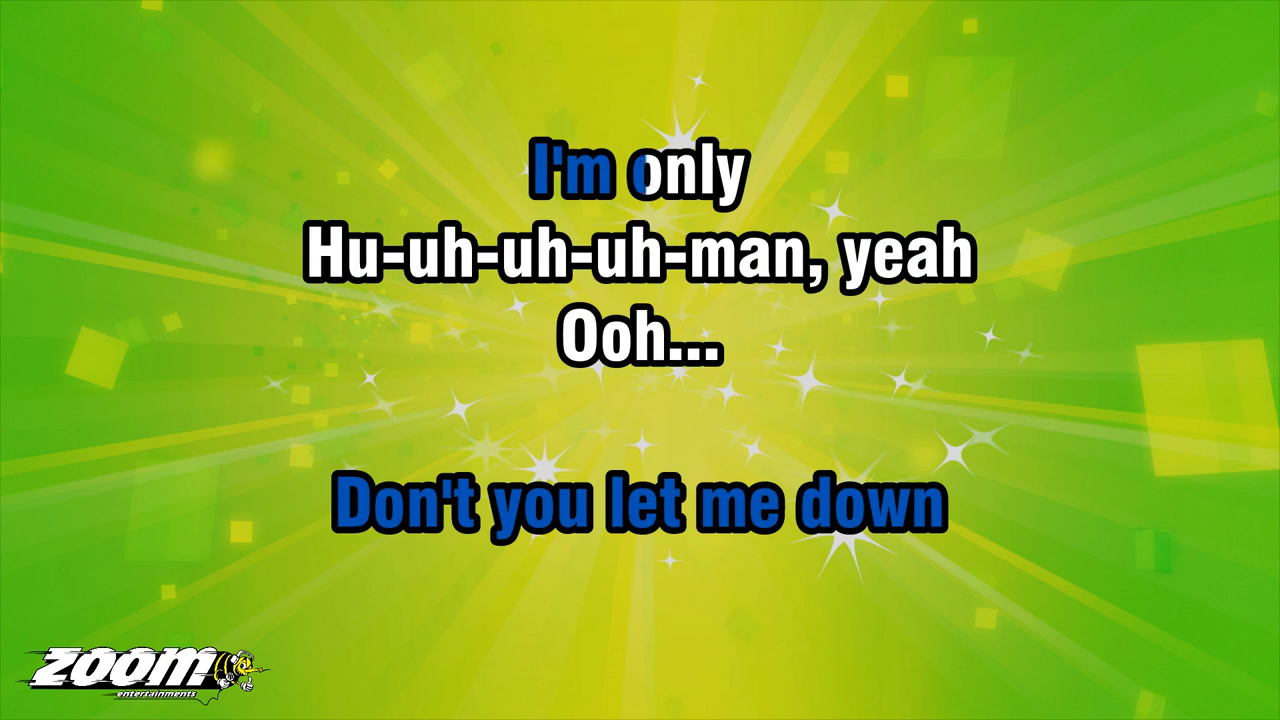 I'm only
Hu-uh-uh-uh-man, yeah
Ooh...
Don't you let me down
zoom
entertainments